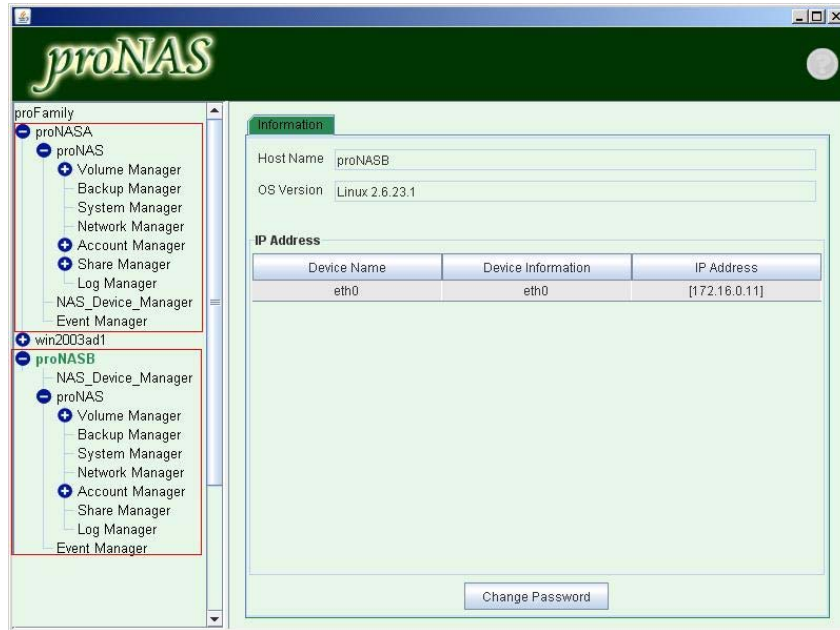 proNAS
proFamily
proNASA
proNAS
Volume Manager
Backup Manager
System Manager
Network Manager
Account Manager
Share Manager
Log Manager
NAS_Device_Manager
Event Manager
win2003ad1
proNASB
NAS_Device_Manager
proNAS
Volume Manager
Backup Manager
System Manager
Network Manager
Account Manager
Share Manager
Log Manager
Event Manager
Information
Host Name proNASB
OS Version Linux 2.6.23.1
IP Address
Device Name Device Information IP Address
eth0 eth0 [172.16.0.11]
Change Password